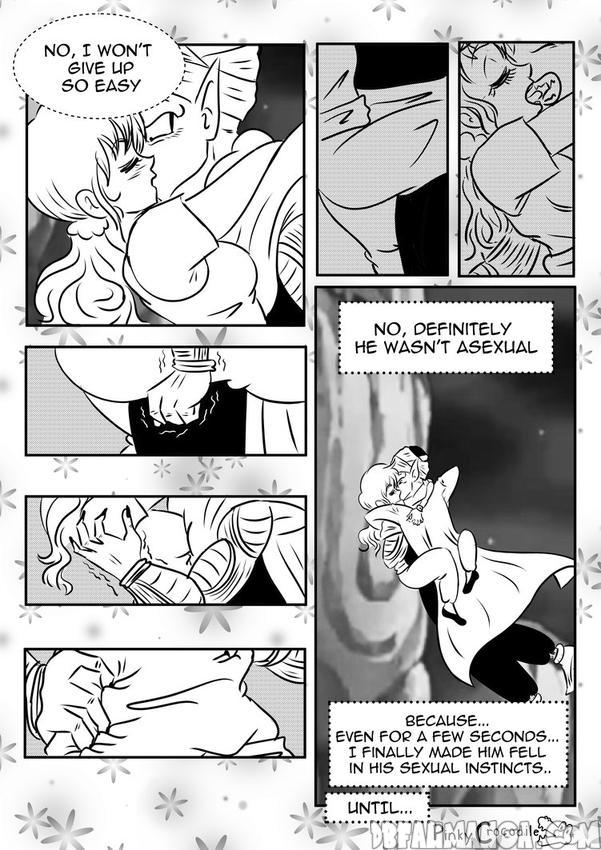 NO, I WON'T
GIVE UP
SO EASY
NO, DEFINITELY
HE WASN'T ASEXUAL
BECAUSE...
EVEN FOR A FEW SECONDS...
I FINALLY MADE HIM FELL
IN HIS SEXUAL INSTINCTS..
UNTIL...
Pinky Crocodile
DBFARMACIA.COM